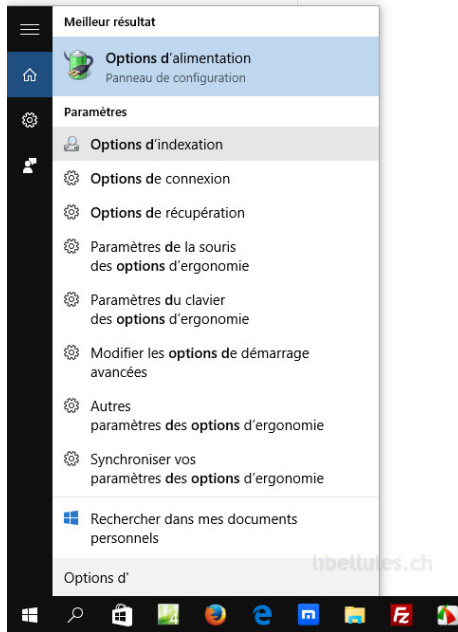 Meilleur résultat
Options d'alimentation
Panneau de configuration
Paramètres
Options d'indexation
Options de connexion
Options de récupération
Paramètres de la souris
des options d'ergonomie
Paramètres du clavier
des options d'ergonomie
Modifier les options de démarrage
avancées
Autres
paramètres des options d'ergonomie
Synchroniser vos
paramètres des options d'ergonomie
Rechercher dans mes documents
personnels
libellules.ch
Options d'